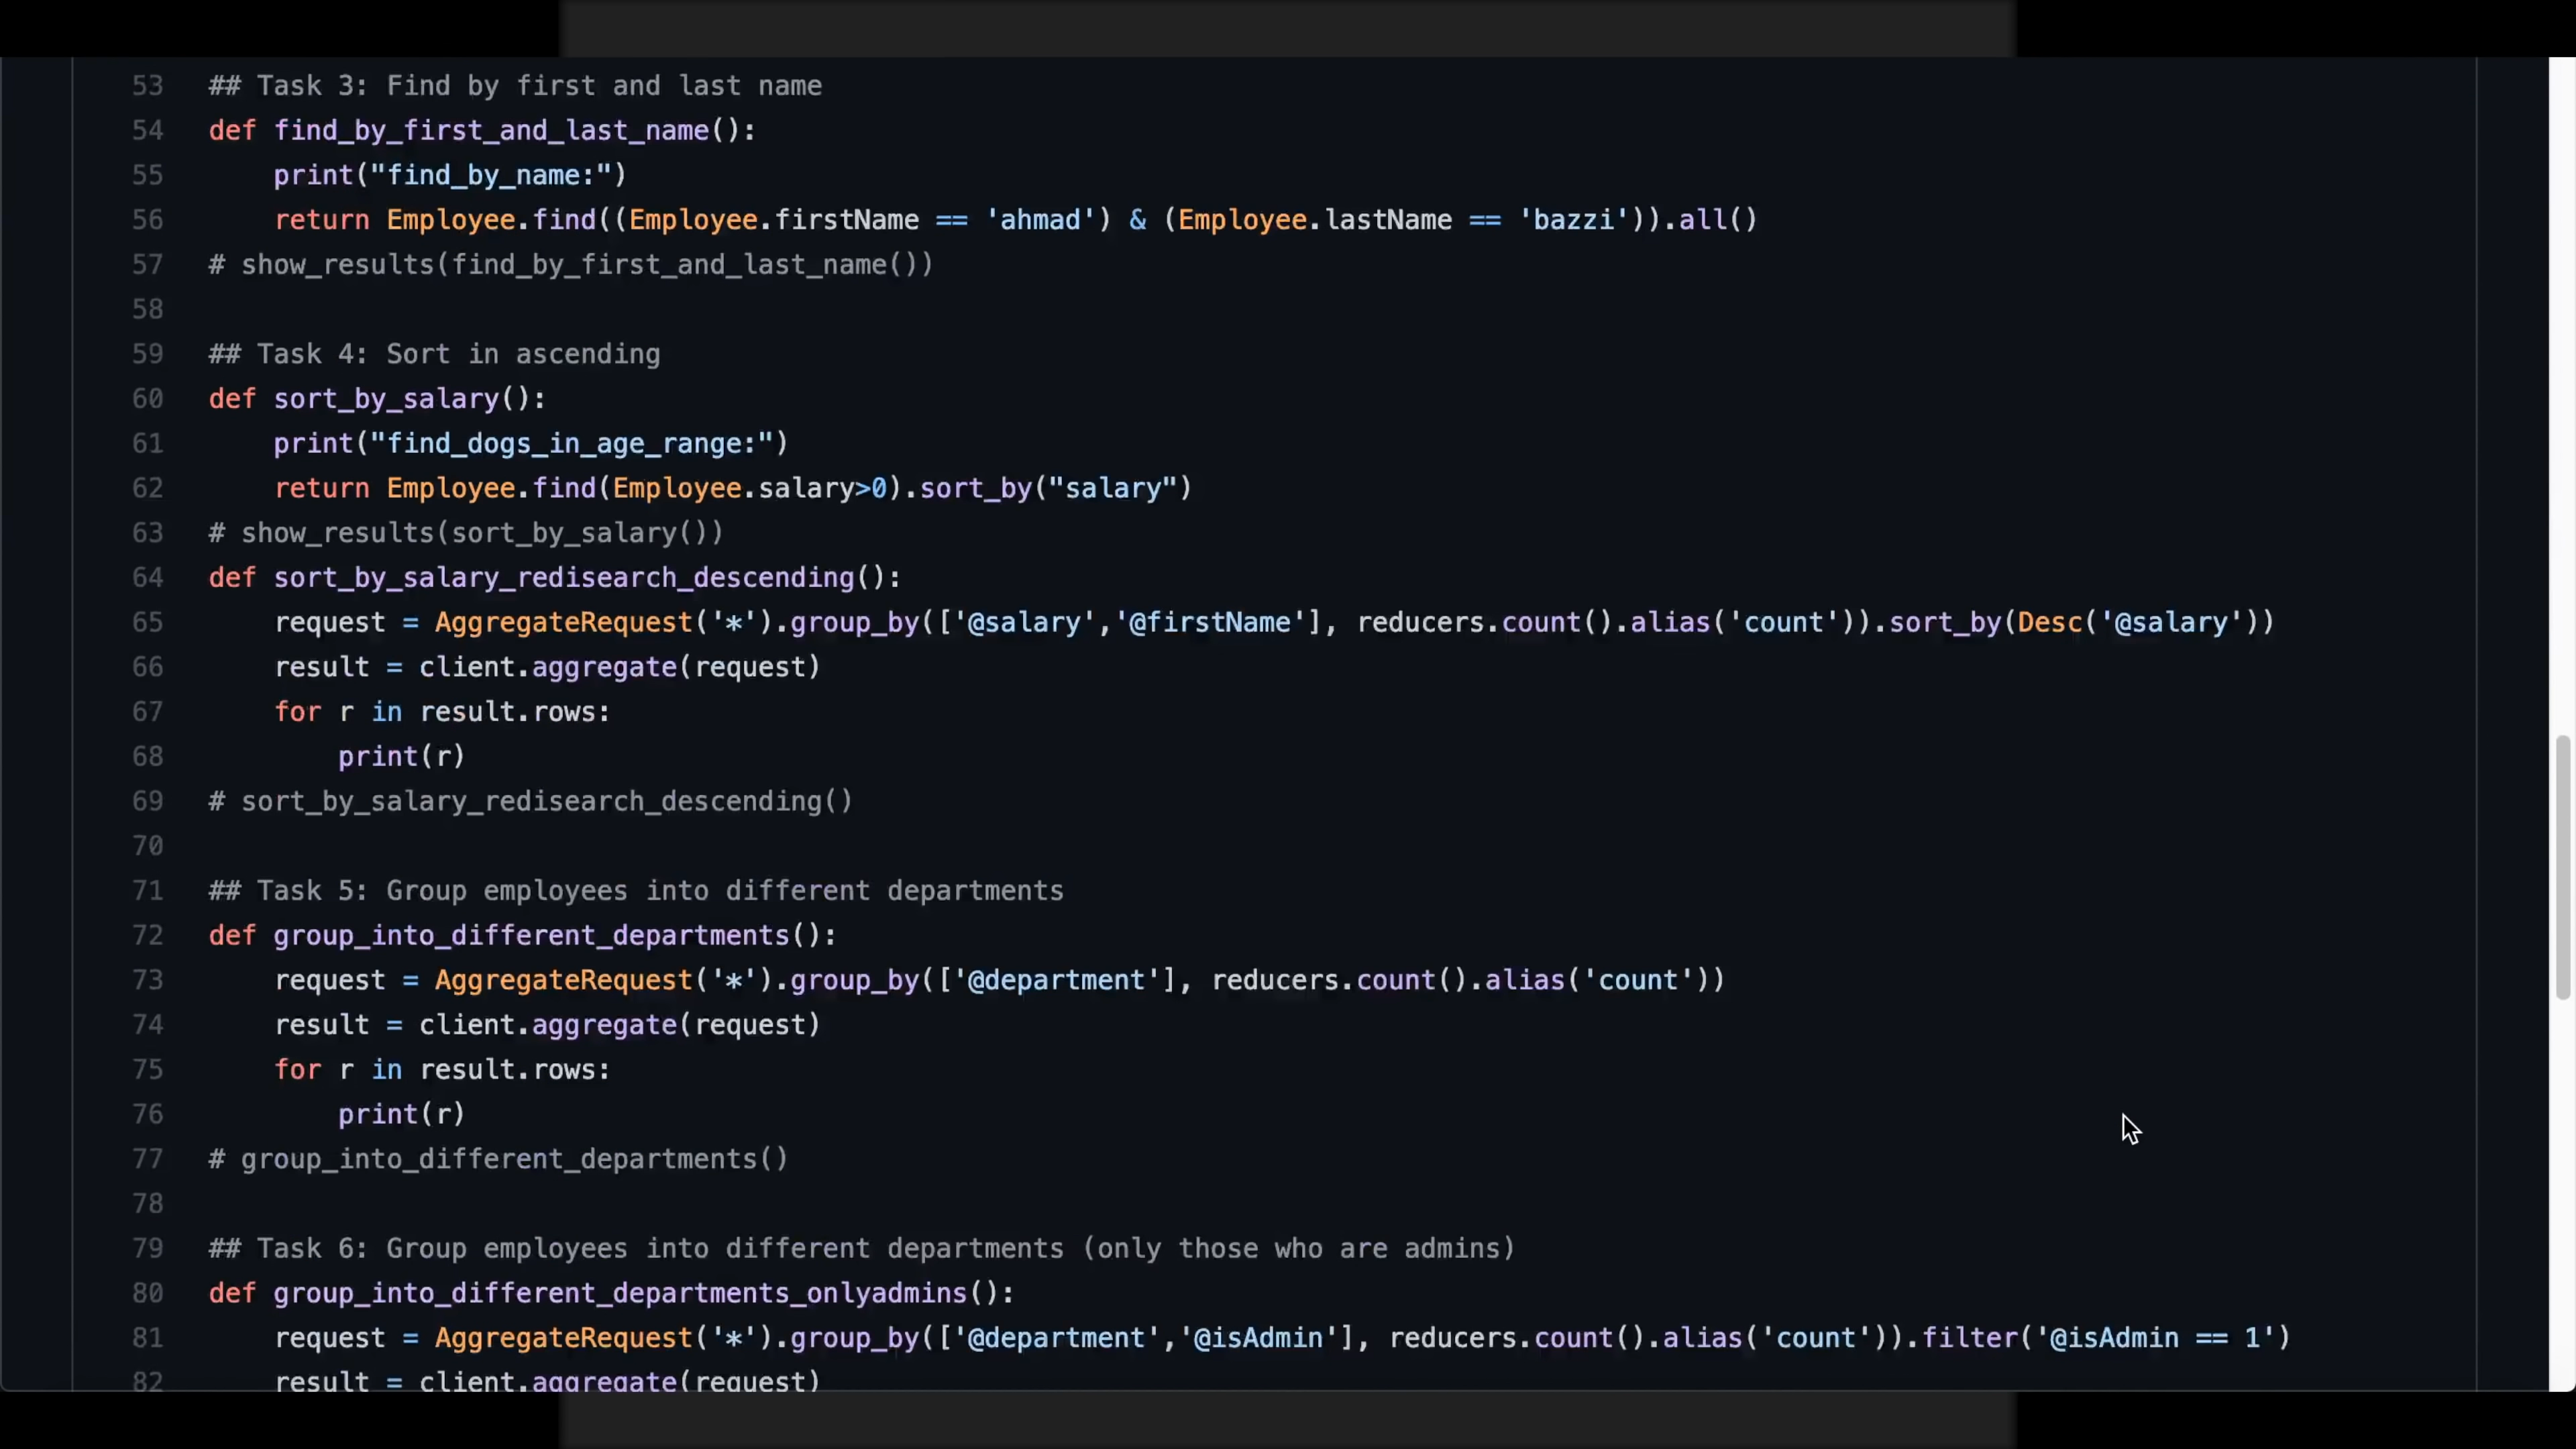 53 ## Task 3: Find by first and last name
54 def find_by_first_and_last_name():
55     print("find_by_name:")
56     return Employee.find((Employee.firstName == 'ahmad') & (Employee.lastName == 'bazzi')).all()
57 # show_results(find_by_first_and_last_name())
58
59 ## Task 4: Sort in ascending
60 def sort_by_salary():
61     print("find_dogs_in_age_range:")
62     return Employee.find(Employee.salary>0).sort_by("salary")
63 # show_results(sort_by_salary())
64 def sort_by_salary_redisearch_descending():
65     request = AggregateRequest('*').group_by(['@salary','@firstName'], reducers.count().alias('count')).sort_by(Desc('@salary'))
66     result = client.aggregate(request)
67     for r in result.rows:
68         print(r)
69 # sort_by_salary_redisearch_descending()
70
71 ## Task 5: Group employees into different departments
72 def group_into_different_departments():
73     request = AggregateRequest('*').group_by(['@department'], reducers.count().alias('count'))
74     result = client.aggregate(request)
75     for r in result.rows:
76         print(r)
77 # group_into_different_departments()
78
79 ## Task 6: Group employees into different departments (only those who are admins)
80 def group_into_different_departments_onlyadmins():
81     request = AggregateRequest('*').group_by(['@department','@isAdmin'], reducers.count().alias('count')).filter('@isAdmin == 1')
82     result = client.aggregate(request)